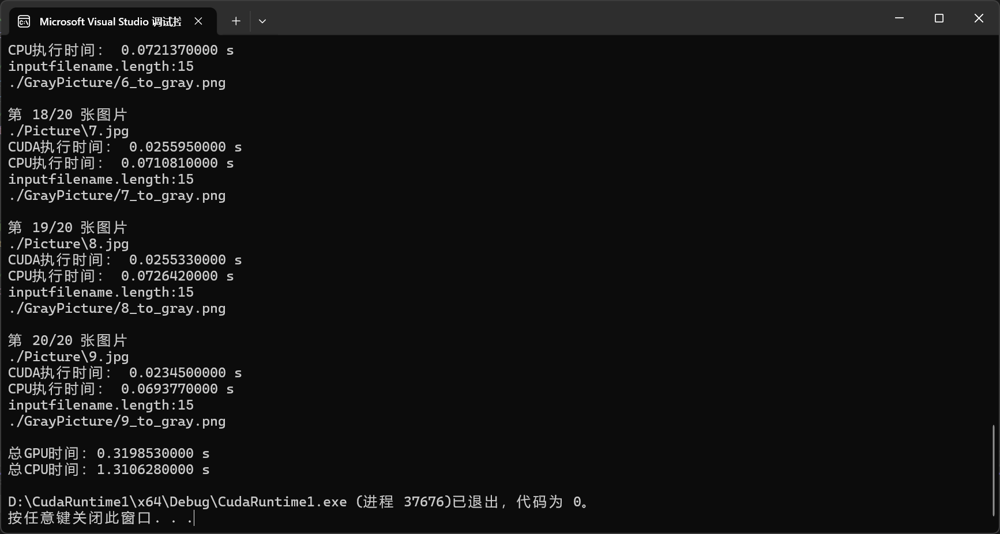 Microsoft Visual Studio 调试控
CPU执行时间： 0.0721370000 s
inputfilename.length:15
./GrayPicture/6_to_gray.png
第 18/20 张图片
./Picture\7.jpg
CUDA执行时间： 0.0255950000 s
CPU执行时间： 0.0710810000 s
inputfilename.length:15
./GrayPicture/7_to_gray.png
第 19/20 张图片
./Picture\8.jpg
CUDA执行时间： 0.0255330000 s
CPU执行时间： 0.0726420000 s
inputfilename.length:15
./GrayPicture/8_to_gray.png
第 20/20 张图片
./Picture\9.jpg
CUDA执行时间： 0.0234500000 s
CPU执行时间： 0.0693770000 s
inputfilename.length:15
./GrayPicture/9_to_gray.png
总GPU时间：0.3198530000 s
总CPU时间：1.3106280000 s
D:\CudaRuntime1\x64\Debug\CudaRuntime1.exe (进程 37676)已退出，代码为 0。
按任意键关闭此窗口. . .